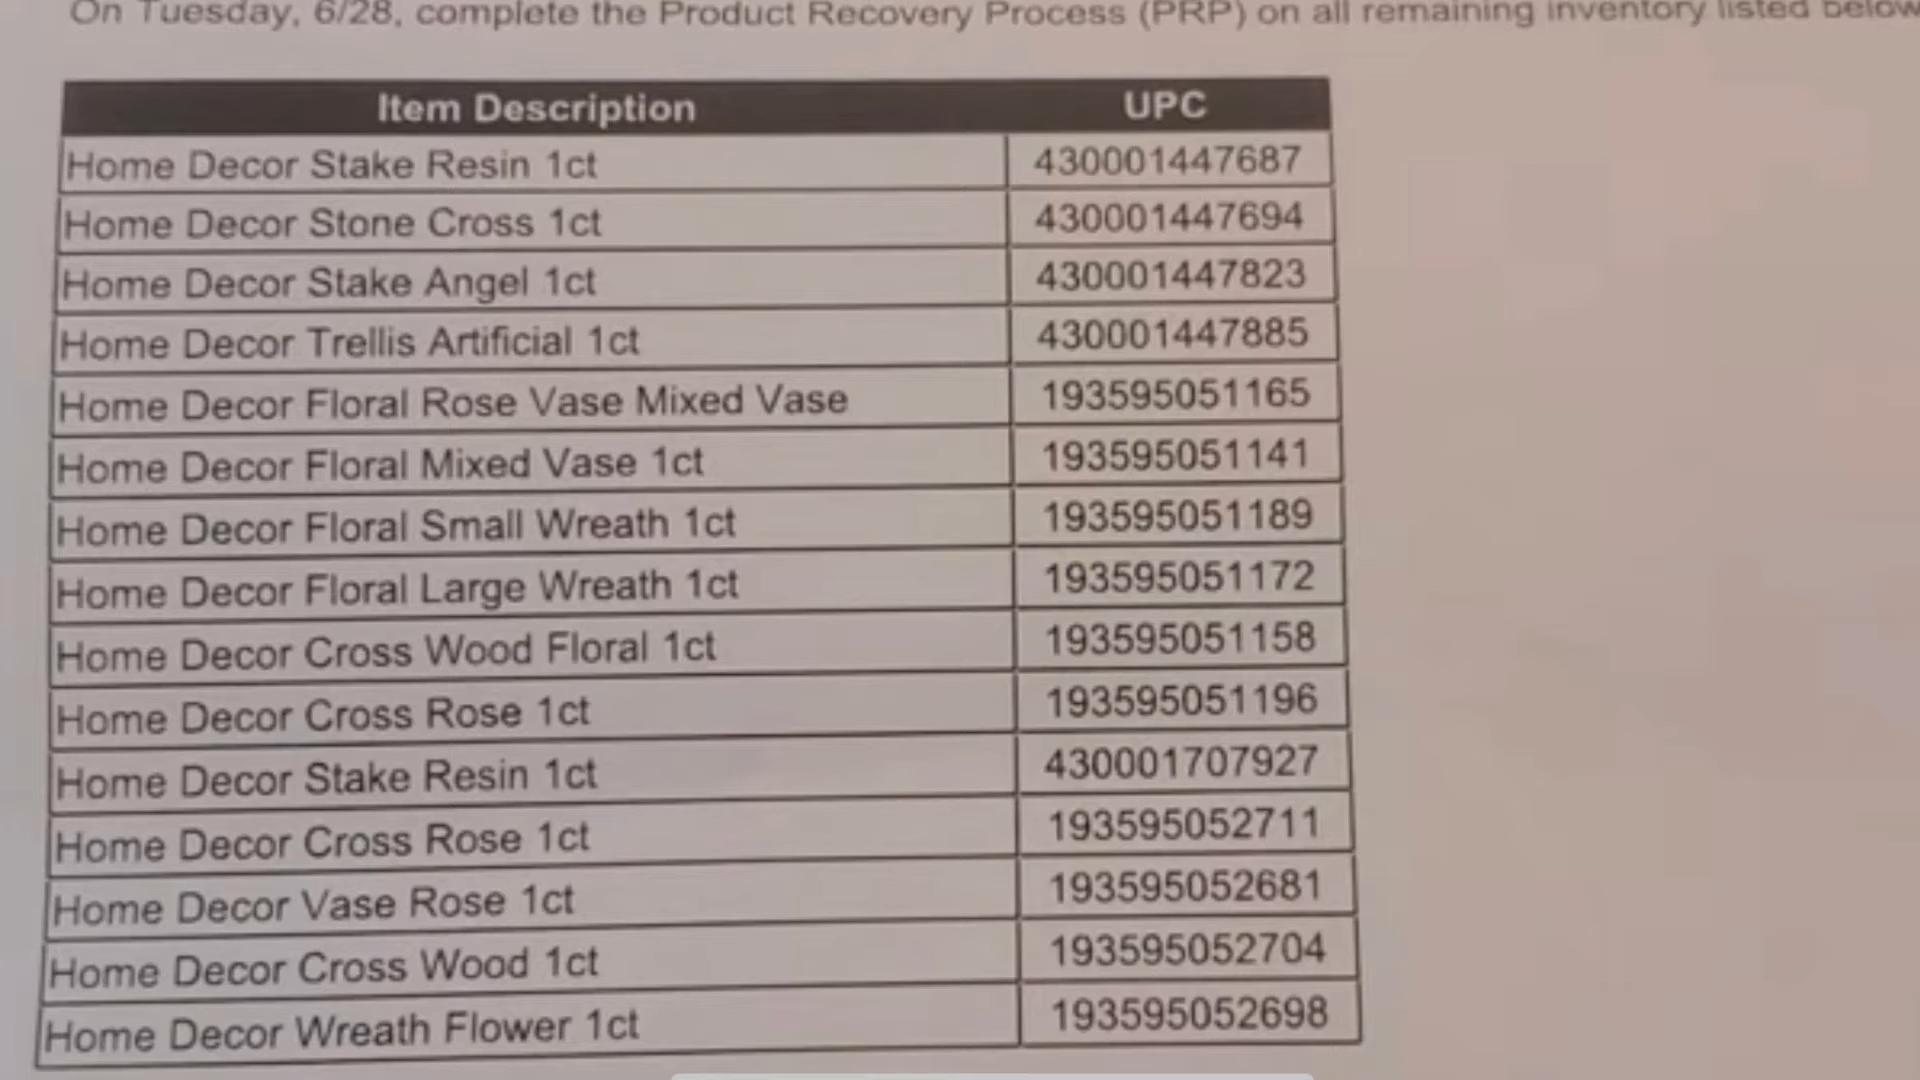 On Tuesday, 6/28, complete the Product Recovery Process (PRP) on all remaining inventory listed below
Item Description UPC
Home Decor Stake Resin 1ct 430001447687
Home Decor Stone Cross 1ct 430001447694
Home Decor Stake Angel 1ct 430001447823
Home Decor Trellis Artificial 1ct 430001447885
Home Decor Floral Rose Vase Mixed Vase 193595051165
Home Decor Floral Mixed Vase 1ct 193595051141
Home Decor Floral Small Wreath 1ct 193595051189
Home Decor Floral Large Wreath 1ct 193595051172
Home Decor Cross Wood Floral 1ct 193595051158
Home Decor Cross Rose 1ct 193595051196
Home Decor Stake Resin 1ct 430001707927
Home Decor Cross Rose 1ct 193595052711
Home Decor Vase Rose 1ct 193595052681
Home Decor Cross Wood 1ct 193595052704
Home Decor Wreath Flower 1ct 193595052698